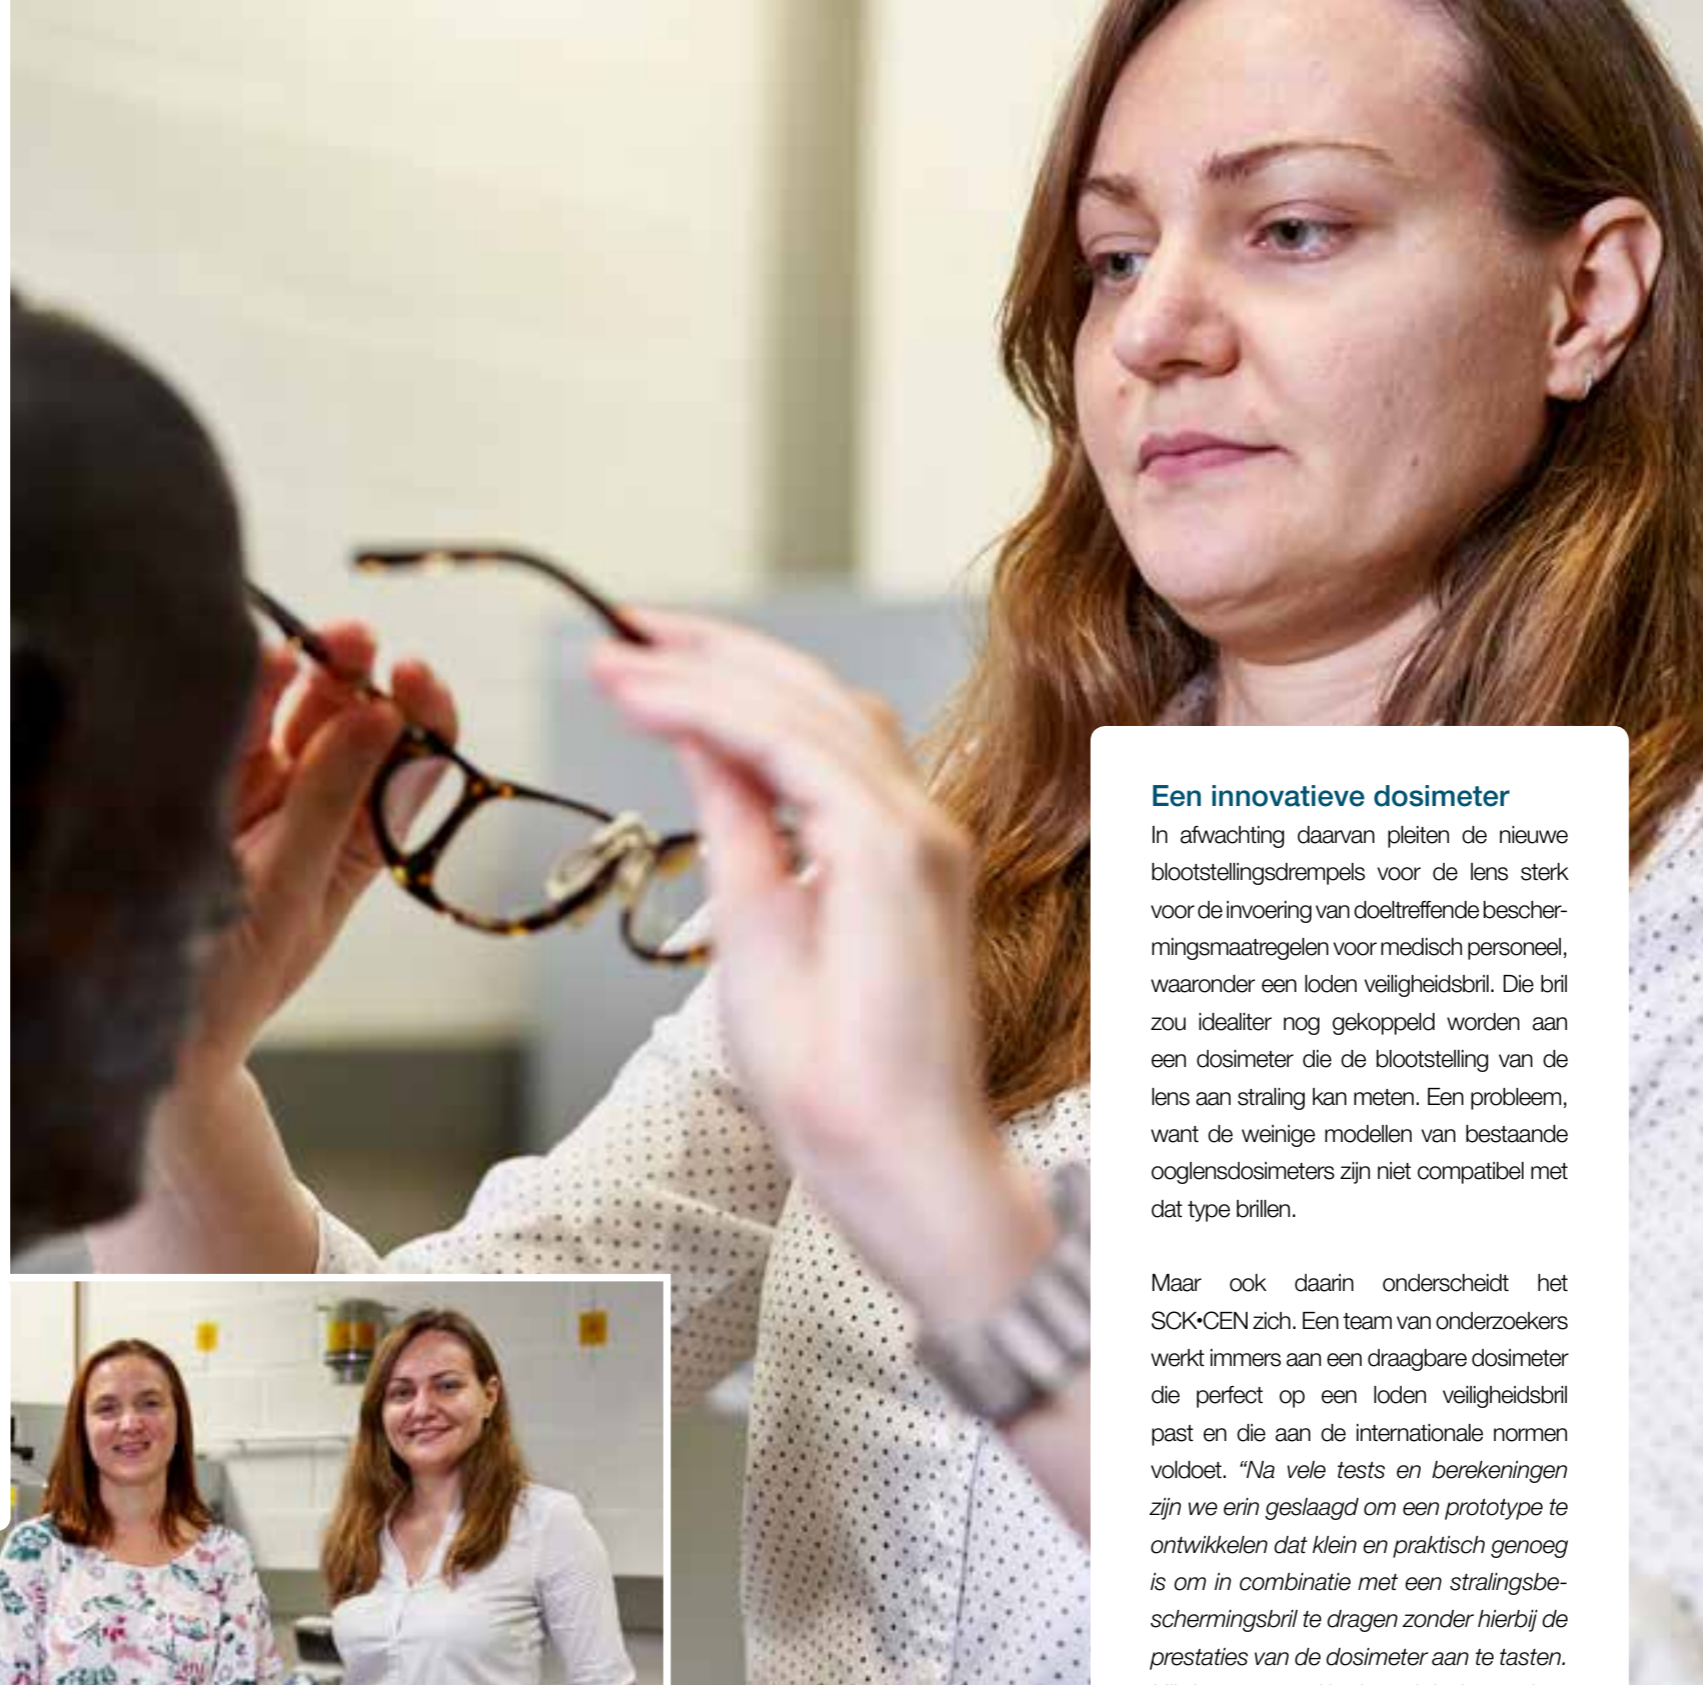 Een innovatieve dosimeter
In afwachting daarvan pleiten de nieuwe
blootstellingsdrempels voor de lens sterk
voor de invoering van doeltreffende bescher-
mingsmaatregelen voor medisch personeel,
waaronder een loden veiligheidsbril. Die bril
zou idealiter nog gekoppeld worden aan
een dosimeter die de blootstelling van de
lens aan straling kan meten. Een probleem,
want de weinige modellen van bestaande
ooglensdosimeters zijn niet compatibel met
dat type brillen.
Maar ook daarin onderscheidt het
SCK•CEN zich. Een team van onderzoekers
werkt immers aan een draagbare dosimeter
die perfect op een loden veiligheidsbril
past en die aan de internationale normen
voldoet. “Na vele tests en berekeningen
zijn we erin geslaagd om een prototype te
ontwikkelen dat klein en praktisch genoeg
is om in combinatie met een stralingsbe-
schermingsbril te dragen zonder hierbij de
prestaties van de dosimeter aan te tasten.